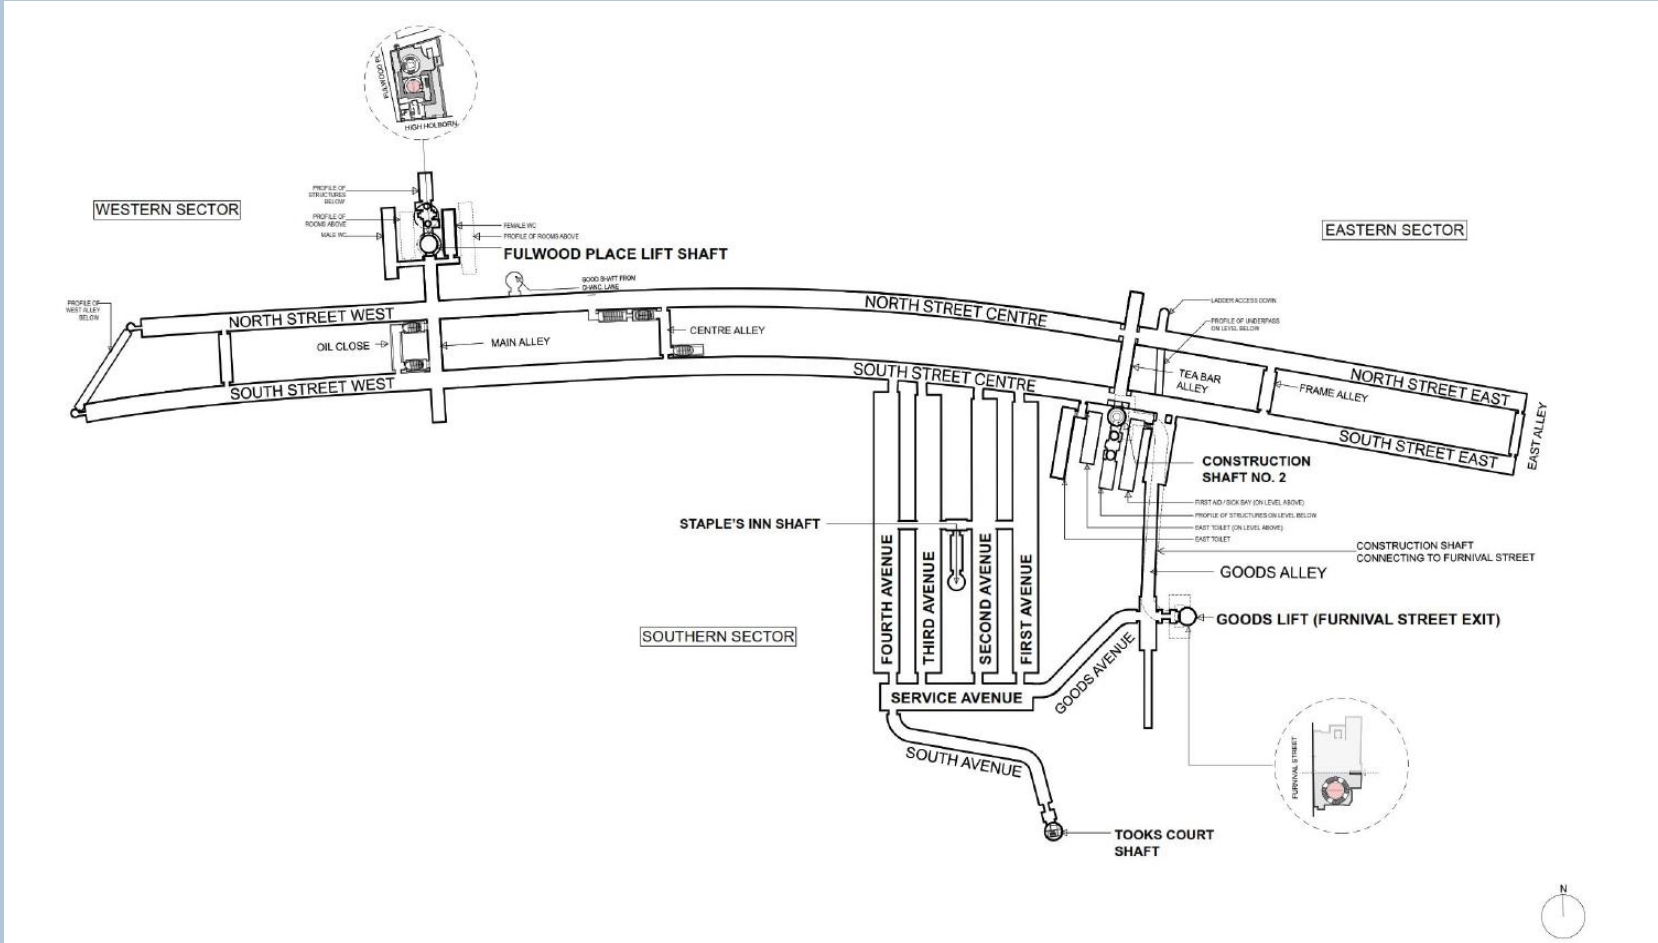 FULWOOD PL.
HIGH HOLBORN
WESTERN SECTOR
PROFILE OF
STRUCTURES
BELOW
PROFILE OF
ROOMS ABOVE
MALE WC
FEMALE WC
PROFILE OF ROOMS ABOVE
FULWOOD PLACE LIFT SHAFT
EASTERN SECTOR
GOOD SHAFT FROM
LANE
PROFILE OF
WEST ALLEY
BELOW
NORTH STREET WEST
NORTH STREET CENTRE
LADDER ACCESS DOWN
PROFILE OF UNDERPASS
ON LEVEL BELOW
OIL CLOSE
MAIN ALLEY
CENTRE ALLEY
SOUTH STREET WEST
SOUTH STREET CENTRE
TEA BAR
ALLEY
FRAME ALLEY
NORTH STREET EAST
SOUTH STREET EAST
EAST ALLEY
CONSTRUCTION
SHAFT NO. 2
FIRST AID / SICK BAY (ON LEVEL ABOVE)
PROFILE OF STRUCTURES ON LEVEL BELOW
EAST TOILET (ON LEVEL ABOVE)
EAST TOILET
STAPLE'S INN SHAFT
CONSTRUCTION SHAFT
CONNECTING TO FURNIVAL STREET
GOODS ALLEY
FOURTH AVENUE
THIRD AVENUE
SECOND AVENUE
FIRST AVENUE
GOODS LIFT (FURNIVAL STREET EXIT)
SOUTHERN SECTOR
SERVICE AVENUE
GOODS AVENUE
SOUTH AVENUE
FURNIVAL STREET
TOOKS COURT
SHAFT
N